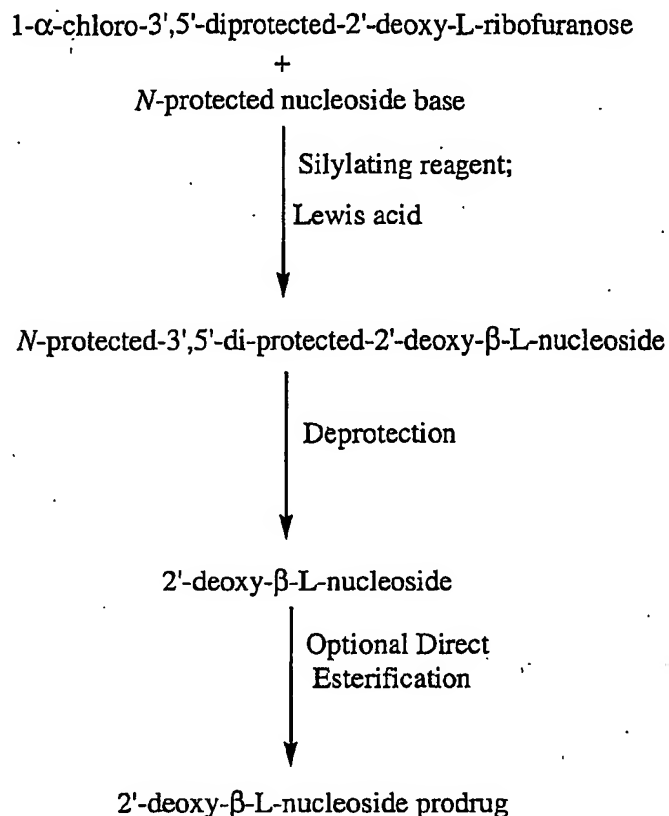 1-α-chloro-3',5'-diprotected-2'-deoxy-L-ribofuranose
+
N-protected nucleoside base
Silylating reagent;
Lewis acid
N-protected-3',5'-di-protected-2'-deoxy-β-L-nucleoside
Deprotection
2'-deoxy-β-L-nucleoside
Optional Direct
Esterification
2'-deoxy-β-L-nucleoside prodrug